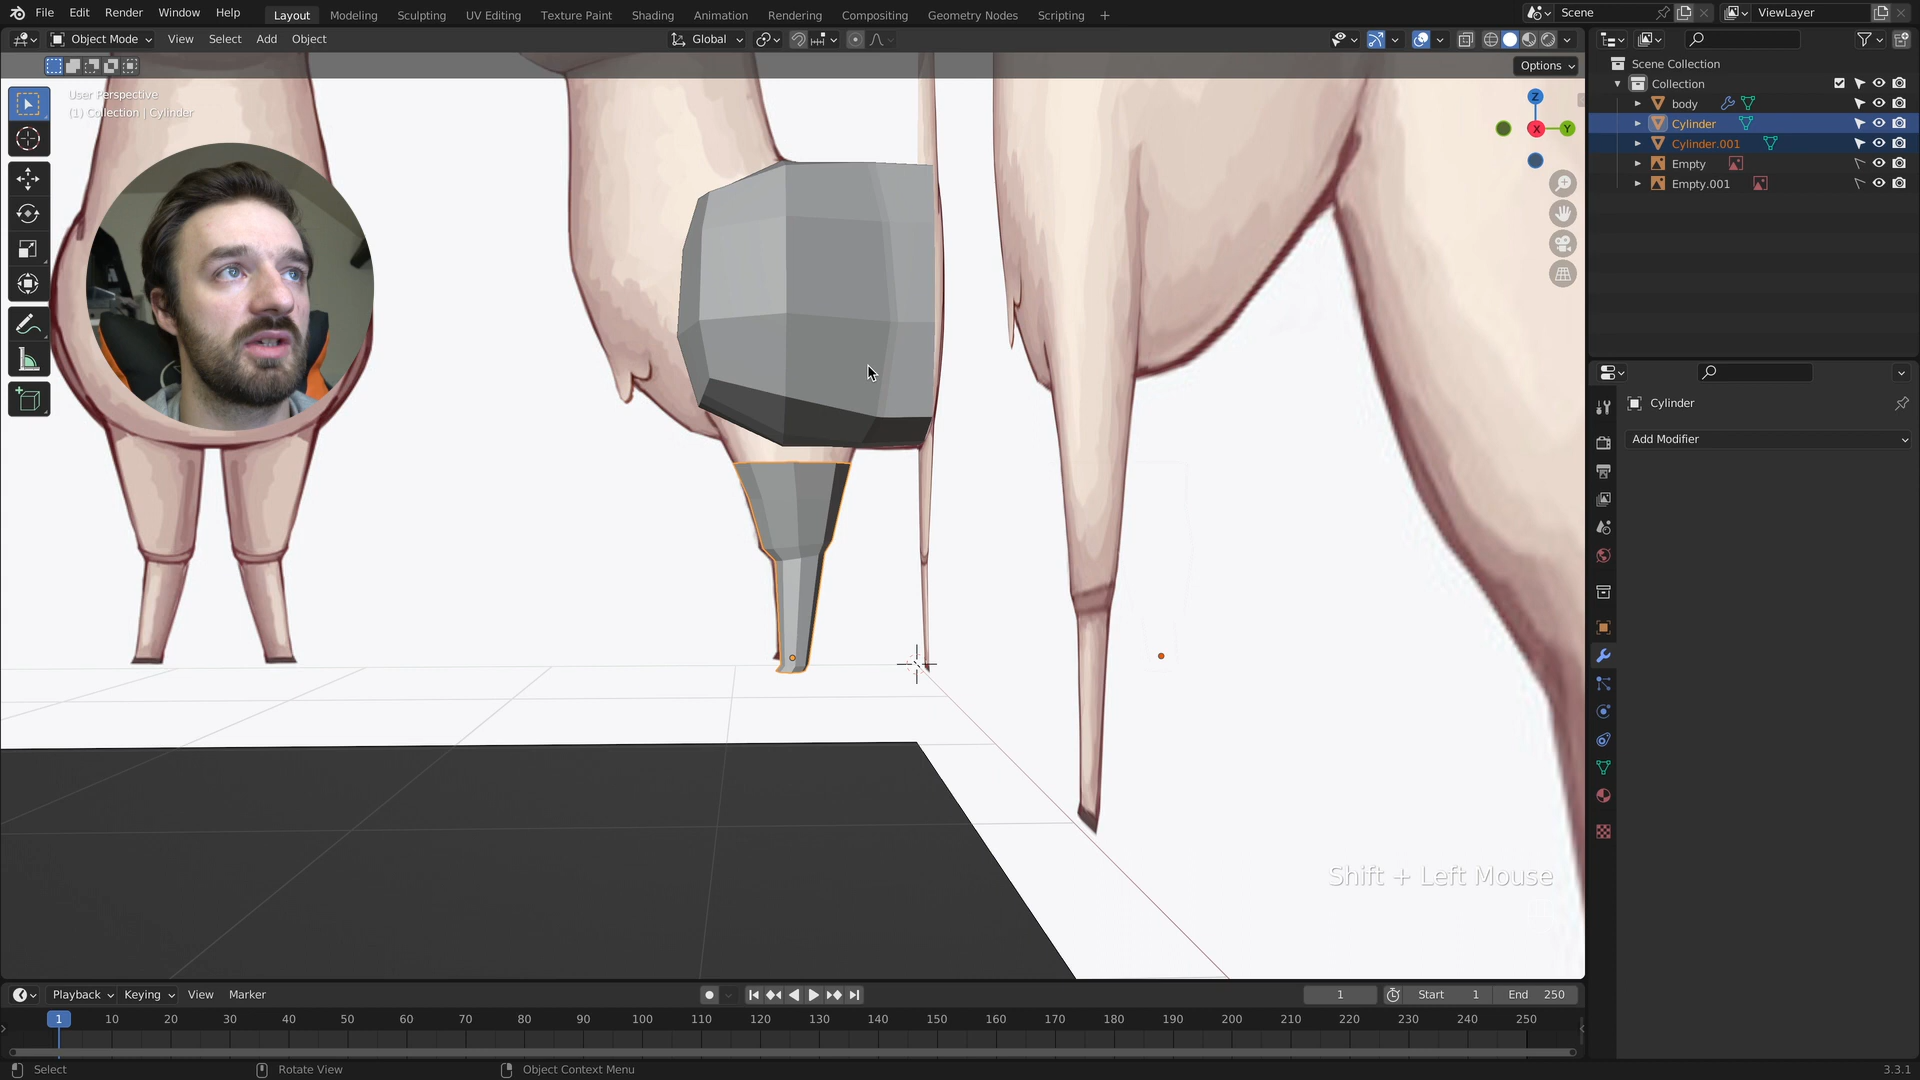 File Edit Render Window Help Layout Modeling Sculpting UV Editing Texture Paint Shading Animation Rendering Compositing Geometry Nodes Scripting + Scene ViewLayer
Object Mode View Select Add Object Global
Options
User Perspective
(1) Collection | Cylinder
Z
X
Y
Scene Collection
Collection
body
Cylinder
Cylinder.001
Empty
Empty.001
Cylinder
Add Modifier
Shift + Left Mouse
Playback Keying View Marker 1 Start 1 End 250
1 10 20 30 40 50 60 70 80 90 100 110 120 130 140 150 160 170 180 190 200 210 220 230 240 250
Select Rotate View Object Context Menu 3.3.1